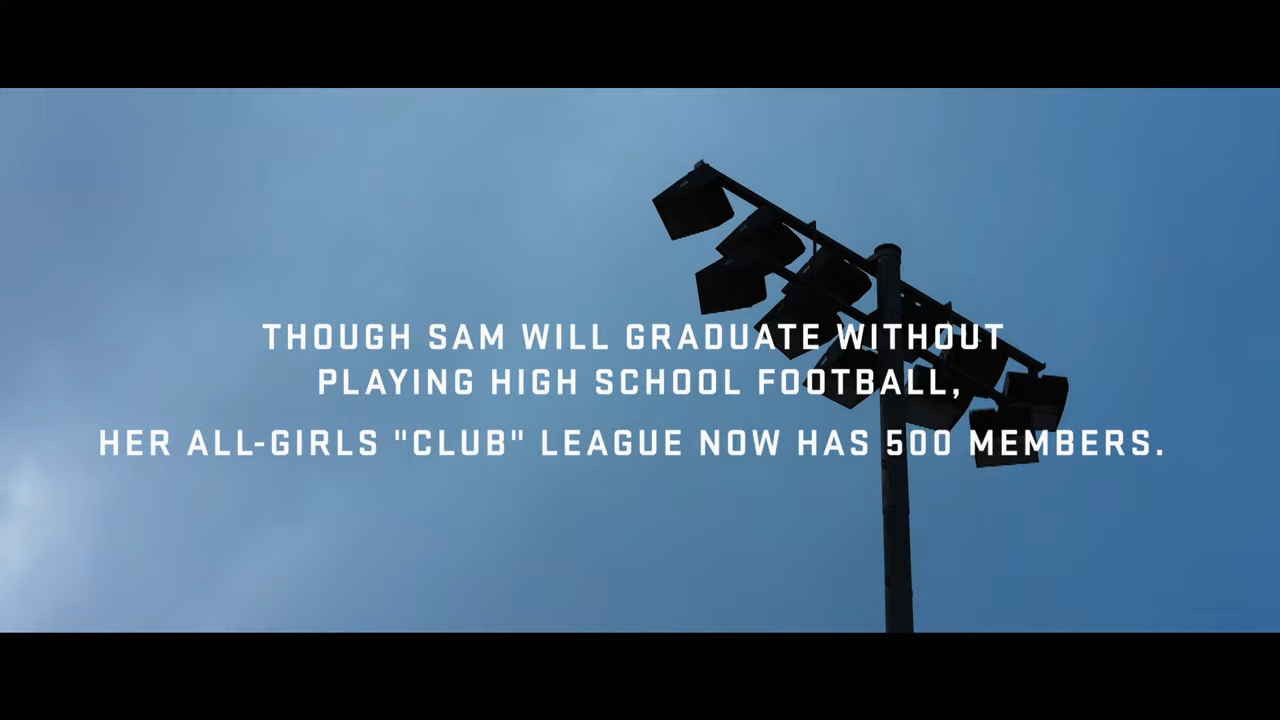 THOUGH SAM WILL GRADUATE WITHOUT
PLAYING HIGH SCHOOL FOOTBALL,
HER ALL-GIRLS "CLUB" LEAGUE NOW HAS 500 MEMBERS.